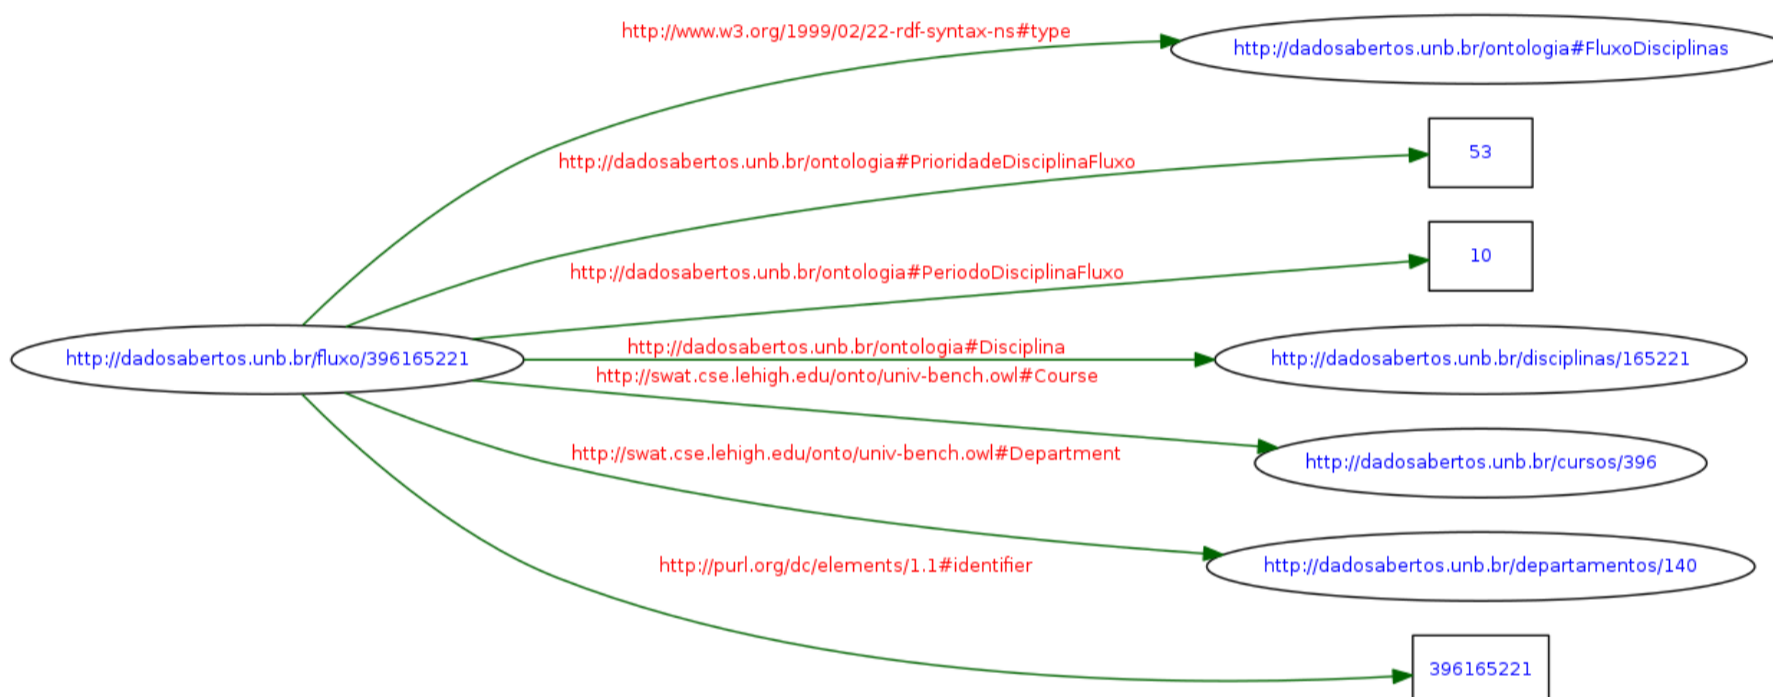 http://www.w3.org/1999/02/22-rdf-syntax-ns#type
http://dadosabertos.unb.br/ontologia#FluxoDisciplinas
http://dadosabertos.unb.br/ontologia#PrioridadeDisciplinaFluxo
53
http://dadosabertos.unb.br/ontologia#PeriodoDisciplinaFluxo
10
http://dadosabertos.unb.br/fluxo/396165221
http://dadosabertos.unb.br/ontologia#Disciplina
http://dadosabertos.unb.br/disciplinas/165221
http://swat.cse.lehigh.edu/onto/univ-bench.owl#Course
http://dadosabertos.unb.br/cursos/396
http://swat.cse.lehigh.edu/onto/univ-bench.owl#Department
http://dadosabertos.unb.br/departamentos/140
http://purl.org/dc/elements/1.1#identifier
396165221